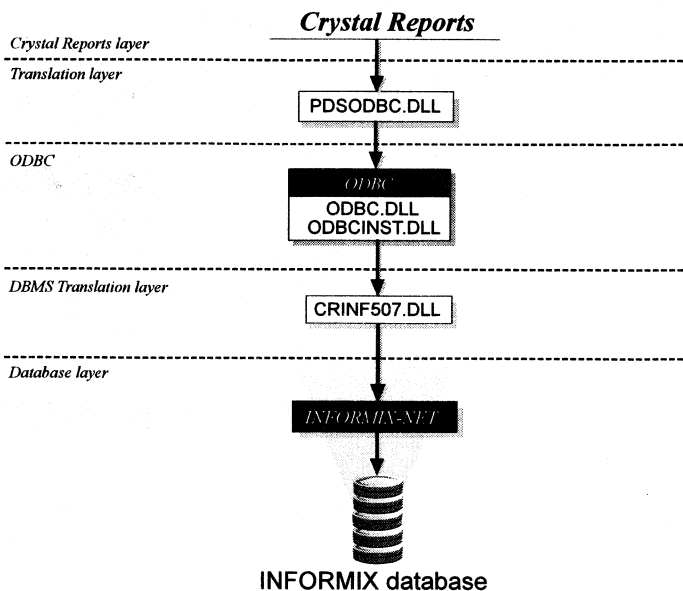 Crystal Reports
Crystal Reports layer
Translation layer
PDSODBC.DLL
ODBC
ODBC
ODBC.DLL
ODBCINST.DLL
DBMS Translation layer
CRINF507.DLL
Database layer
INFORMIX-NET
INFORMIX database